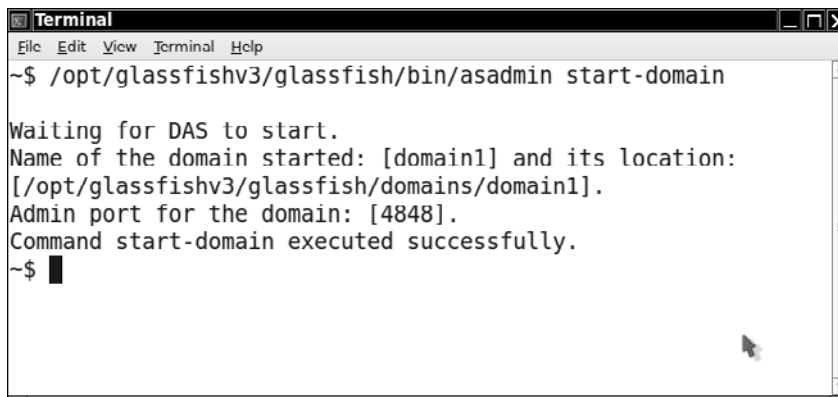 Terminal
File Edit View Terminal Help
~$ /opt/glassfishv3/glassfish/bin/asadmin start-domain
Waiting for DAS to start.
Name of the domain started: [domain1] and its location:
[/opt/glassfishv3/glassfish/domains/domain1].
Admin port for the domain: [4848].
Command start-domain executed successfully.
~$